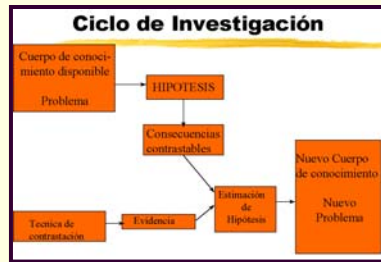 Ciclo de Investigación
Cuerpo de conoci-
miento disponible
Problema
HIPOTESIS
Consecuencias
contrastables
Nuevo Cuerpo
de conocimiento
Nuevo
Problema
Estimación
de
Hipótesis
Tecnica de
contrastación
Evidencia